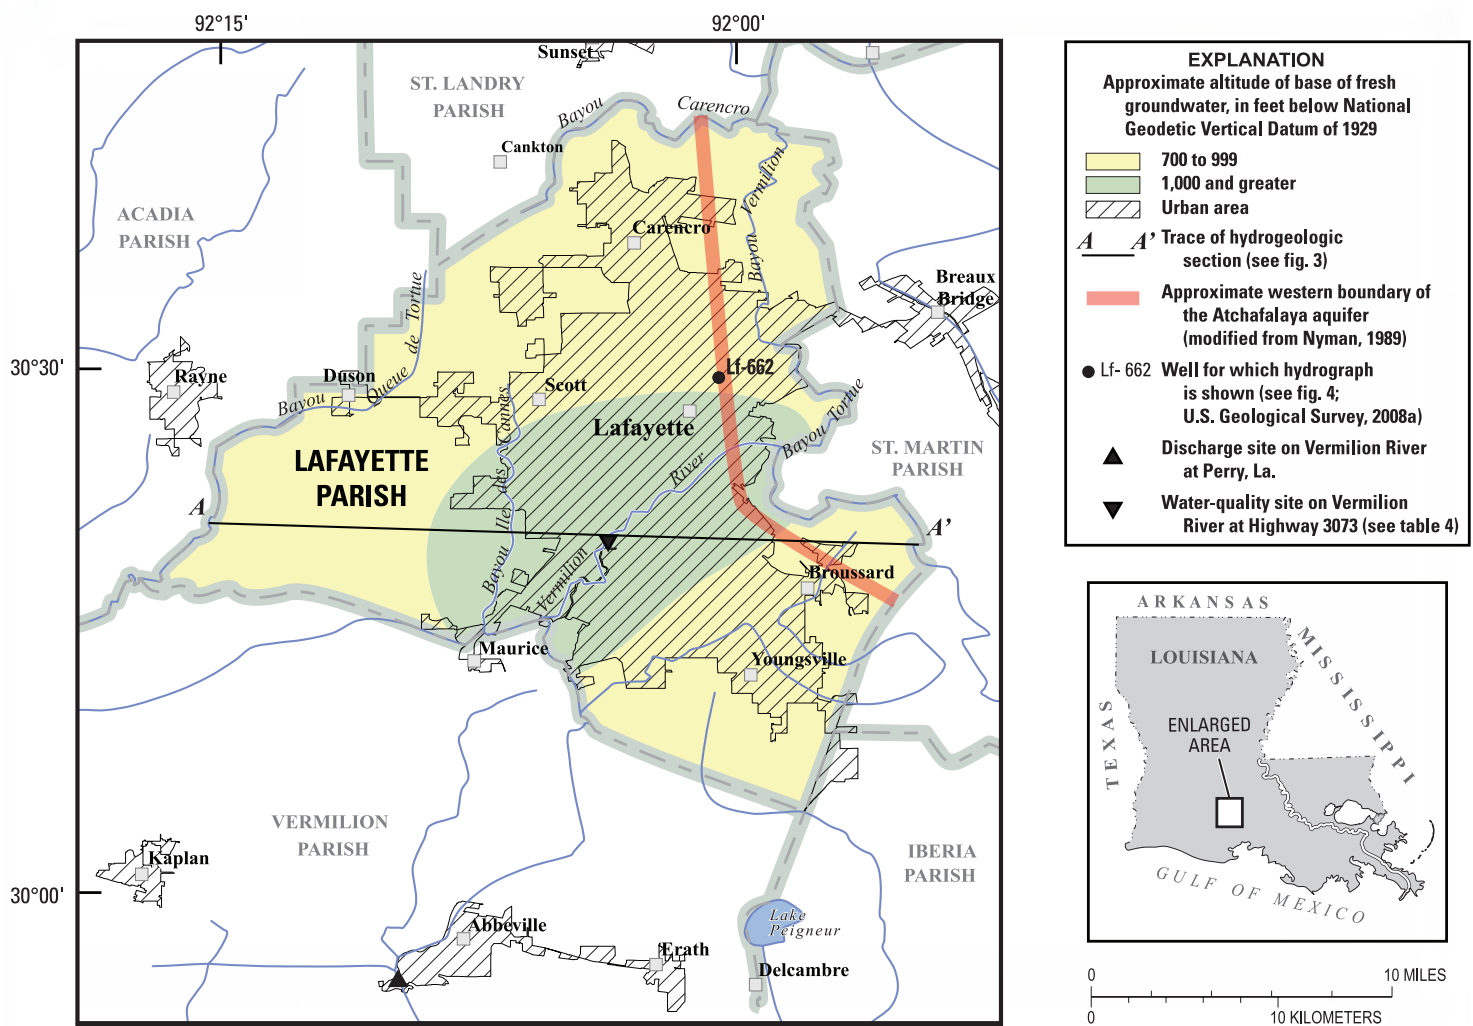 92°15'
92°00'
30°30'
30°00'
Sunset
ST. LANDRY
PARISH
Bayou
Carencro
Cankton
ACADIA
PARISH
Vermilion
Bayou
Carencro
Breaux
Bridge
Bayou
Queue
de
Tortue
Rayne
Duson
Scott
Lf-662
Lafayette
Bayou Tortue
ST. MARTIN
PARISH
LAFAYETTE
PARISH
Bayou
Ile
des
Cannes
River
Vermilion
A
A'
Broussard
Maurice
Youngsville
VERMILION
PARISH
IBERIA
PARISH
Kaplan
Abbeville
Erath
Lake
Peigneur
Delcambre
EXPLANATION
Approximate altitude of base of fresh
groundwater, in feet below National
Geodetic Vertical Datum of 1929
700 to 999
1,000 and greater
Urban area
A A' Trace of hydrogeologic
section (see fig. 3)
Approximate western boundary of
the Atchafalaya aquifer
(modified from Nyman, 1989)
Lf- 662 Well for which hydrograph
is shown (see fig. 4;
U.S. Geological Survey, 2008a)
Discharge site on Vermilion River
at Perry, La.
Water-quality site on Vermilion
River at Highway 3073 (see table 4)
ARKANSAS
LOUISIANA
MISSISSIPPI
TEXAS
ENLARGED
AREA
GULF OF MEXICO
0 10 MILES
0 10 KILOMETERS